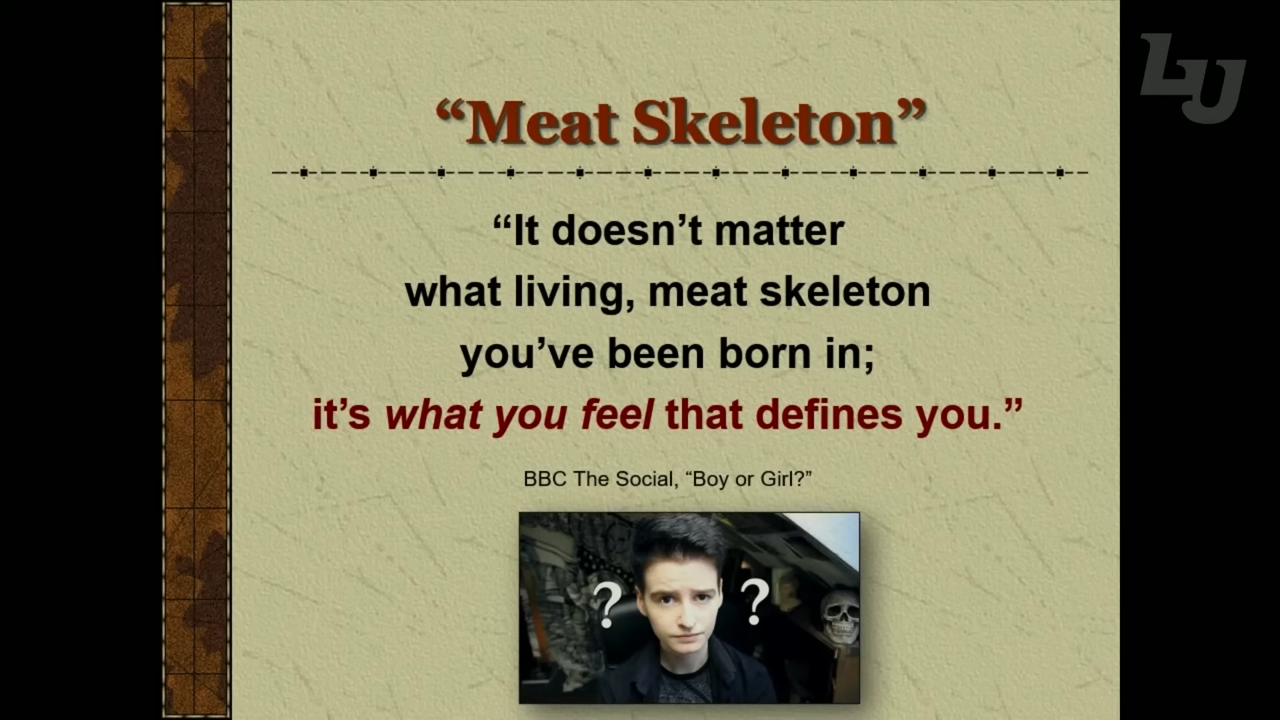 LU
“Meat Skeleton”
“It doesn’t matter
what living, meat skeleton
you’ve been born in;
it’s what you feel that defines you.”
BBC The Social, “Boy or Girl?”
? ?